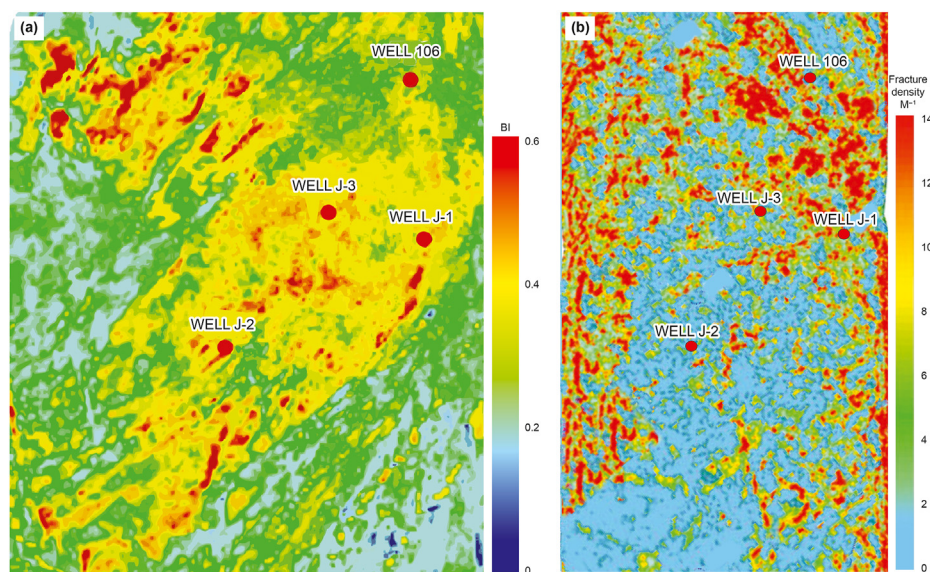 (a)
WELL 106
WELL J-3
WELL J-1
WELL J-2
BI
0.6
0.4
0.2
0
(b)
WELL 106
WELL J-3
WELL J-1
WELL J-2
Fracture
density
M⁻¹
14
12
10
8
6
4
2
0